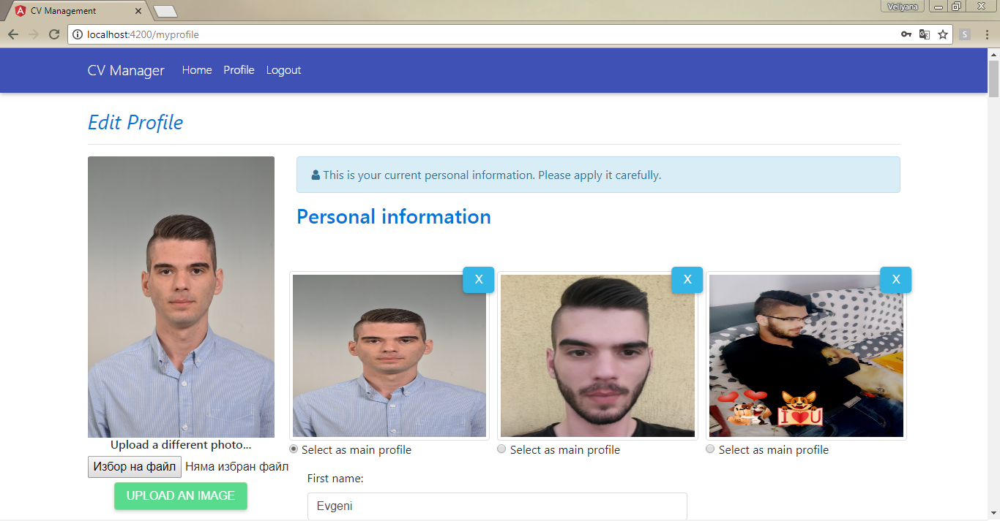 CV Management
Veliyana
localhost:4200/myprofile
S
CV Manager Home Profile Logout
Edit Profile
This is your current personal information. Please apply it carefully.
Personal information
X X X
I U
Upload a different photo...
Select as main profile Select as main profile Select as main profile
Избор на файл Няма избран файл
UPLOAD AN IMAGE
First name:
Evgeni